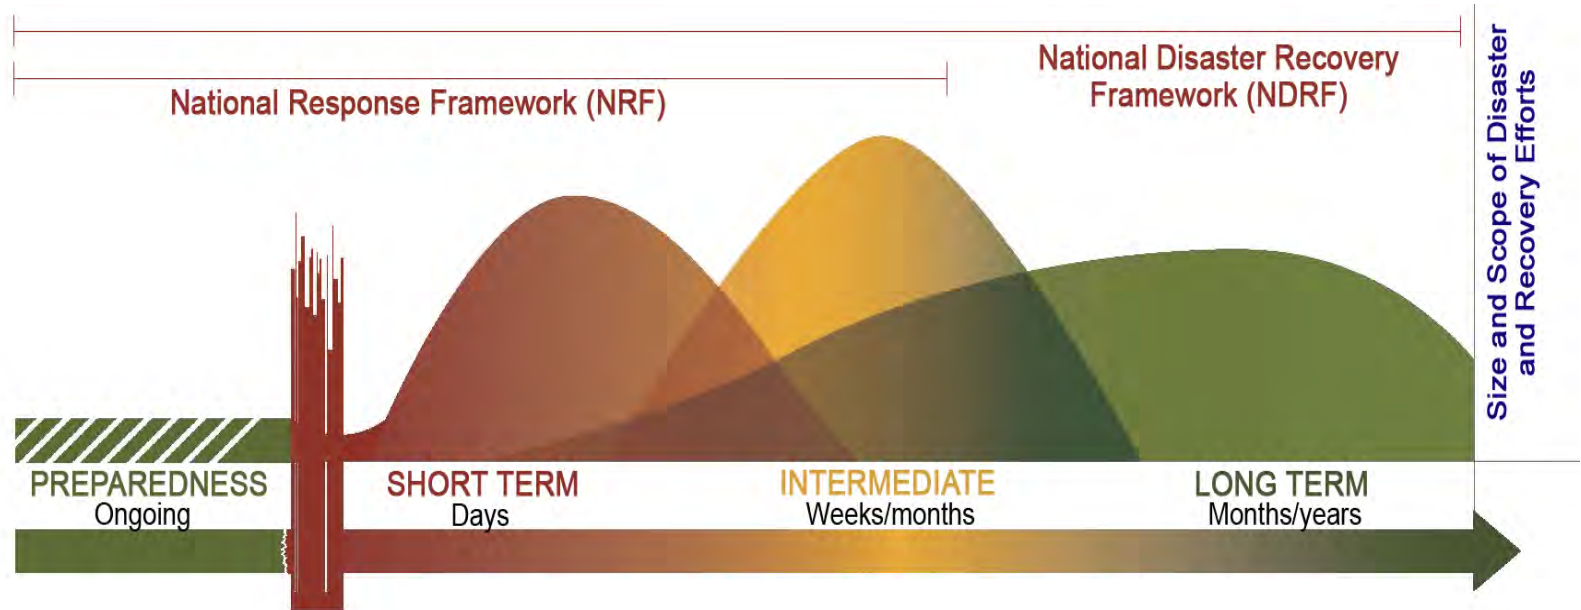 National Disaster Recovery
Framework (NDRF)
National Response Framework (NRF)
Size and Scope of Disaster
and Recovery Efforts
PREPAREDNESS
Ongoing
SHORT TERM
Days
INTERMEDIATE
Weeks/months
LONG TERM
Months/years